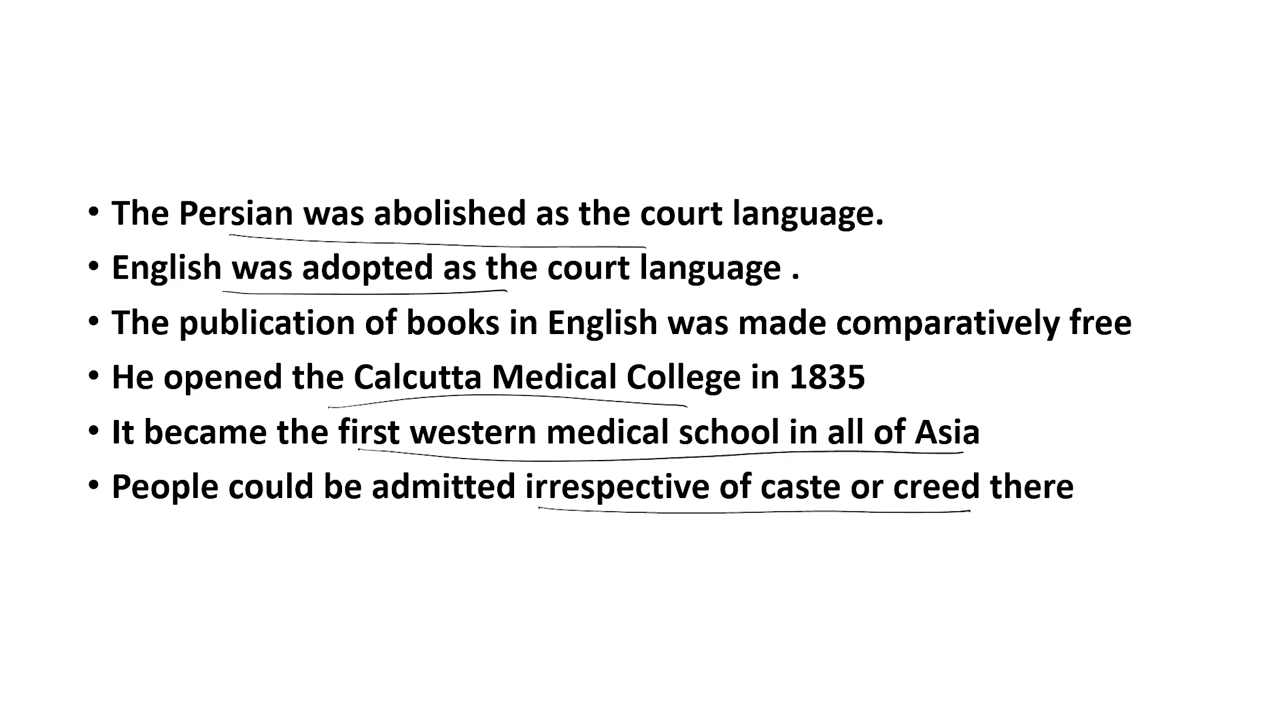 • The Persian was abolished as the court language.
• English was adopted as the court language .
• The publication of books in English was made comparatively free
• He opened the Calcutta Medical College in 1835
• It became the first western medical school in all of Asia
• People could be admitted irrespective of caste or creed there